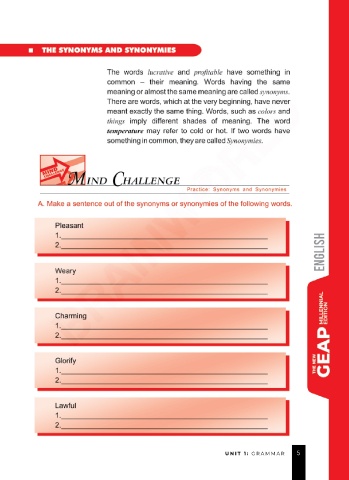 THE SYNONYMS AND SYNONYMIES
The words lucrative and profitable have something in
common – their meaning. Words having the same
meaning or almost the same meaning are called synonyms.
There are words, which at the very beginning, have never
meant exactly the same thing. Words, such as colors and
things imply different shades of meaning. The word
temperature may refer to cold or hot. If two words have
something in common, they are called Synonymies.
MIND CHALLENGE
Practice: Synonyms and Synonymies
A. Make a sentence out of the synonyms or synonymies of the following words.
Pleasant
1.
2.
Weary
1.
2.
Charming
1.
2.
Glorify
1.
2.
Lawful
1.
2.
ENGLISH
THE NEW
GEAP
MILLENNIAL
EDITION
UNIT 1: GRAMMAR 5